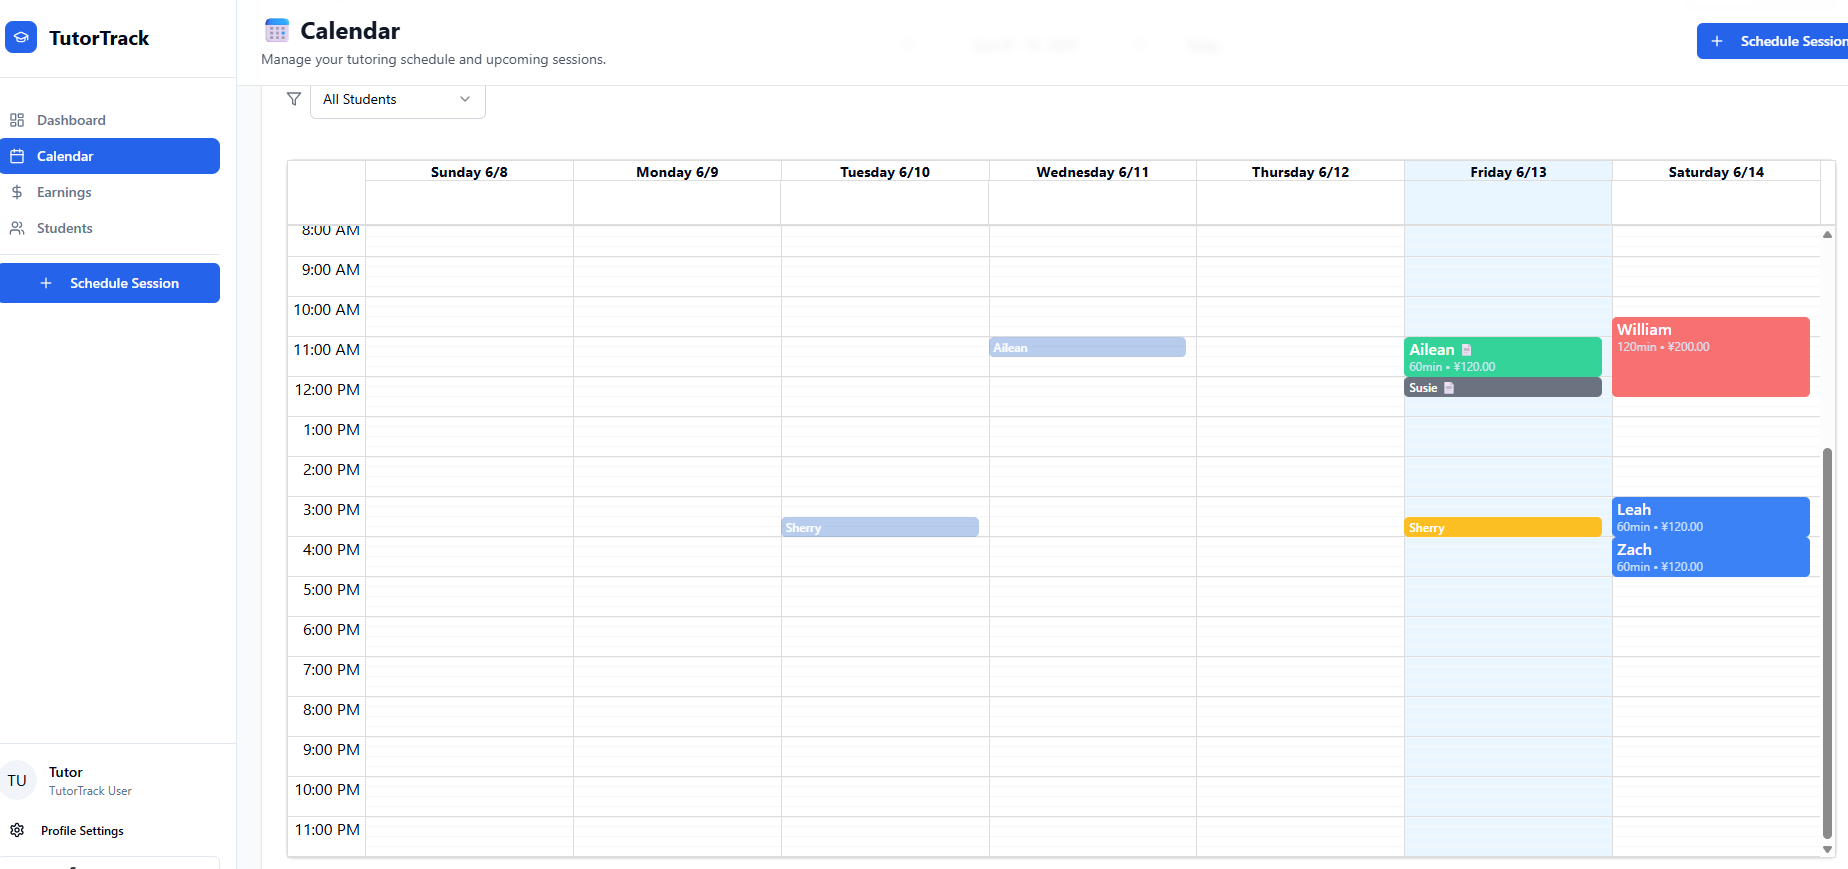 TutorTrack
Dashboard
Calendar
Earnings
Students
+ Schedule Session
Tutor
TU
TutorTrack User
Profile Settings
Calendar
Manage your tutoring schedule and upcoming sessions.
+ Schedule Session
All Students
Sunday 6/8
Monday 6/9
Tuesday 6/10
Wednesday 6/11
Thursday 6/12
Friday 6/13
Saturday 6/14
8:00 AM
9:00 AM
10:00 AM
11:00 AM
12:00 PM
1:00 PM
2:00 PM
3:00 PM
4:00 PM
5:00 PM
6:00 PM
7:00 PM
8:00 PM
9:00 PM
10:00 PM
11:00 PM
Sherry
Ailean
Ailean
60min • ¥120.00
Susie
Sherry
William
120min • ¥200.00
Leah
60min • ¥120.00
Zach
60min • ¥120.00